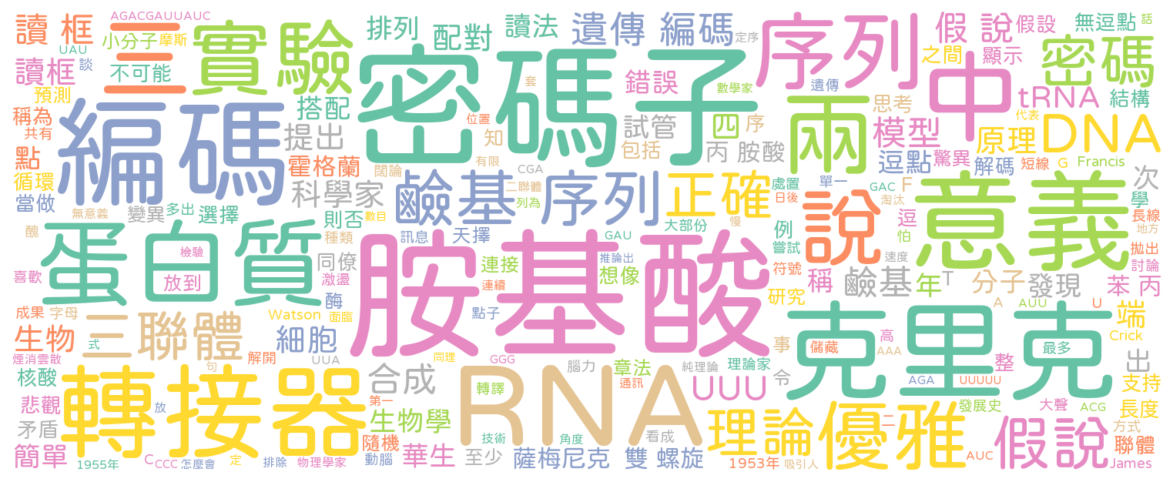 AGACGAUUAUC
讀 框
三
實驗
排列
讀法
遺傳 編碼
定序
序列
假 說
假設
無逗點
話
小分子
摩斯
配對
UAU
談
讀框
不可能
編碼
密碼子
套
錯誤
數學家
遺傳
中
之間
顯示
密碼
預測
搭配
tRNA
結構
稱為
共有
提出
位置
試管
四
序
兩
思考
代表
點
霍格蘭
闊論
知
包括
丙 胺酸
模型
原理
DNA
循環
CGA
逗點
驚異
解碼
短線
G
Francis
當做
科學家
有限
二聯體
鹼基
序列
正確
處置
單一
GAC
F
次
無意義
變異
多出
選擇
則否
數目
列為
日後
淘汰
學
意義
醜
蛋白質
種類
訊息
天擇
GAU
大部份
例
說
逗
怕
長線
地方
檢驗
同僚
胺基酸
推論出
嘗試
速度
慢
拋出
喜歡
放到
激盪
連接
想像
符號
稱
鹼基
年
T
分子
發現
討論
苯 丙
酶
連續
研究
成果
字母
Watson
面臨
點子
A
AUU
U
端
生物
三聯體
細胞
事
儲藏
高
克里克
最多
Crick
式
煙消雲散
解開
UUA
同理
GGG
腦力
章法
純理論
理論家
AAA
整
出
核酸
句
轉接器
合成
RNA
轉譯
通訊
UUU
令
AGA
UUUUU
支持
悲觀
放
第一
生物學
理論
優雅
二
發展史
大聲
ACG
長度
矛盾
隨機
技術
角度
看成
假說
方式
簡單
1955年
C
CCC
怎麼會
定
排除
物理學家
動腦
華生
至少
薩梅尼克
雙 螺旋
1953年
吸引人
AUC
聯體
James